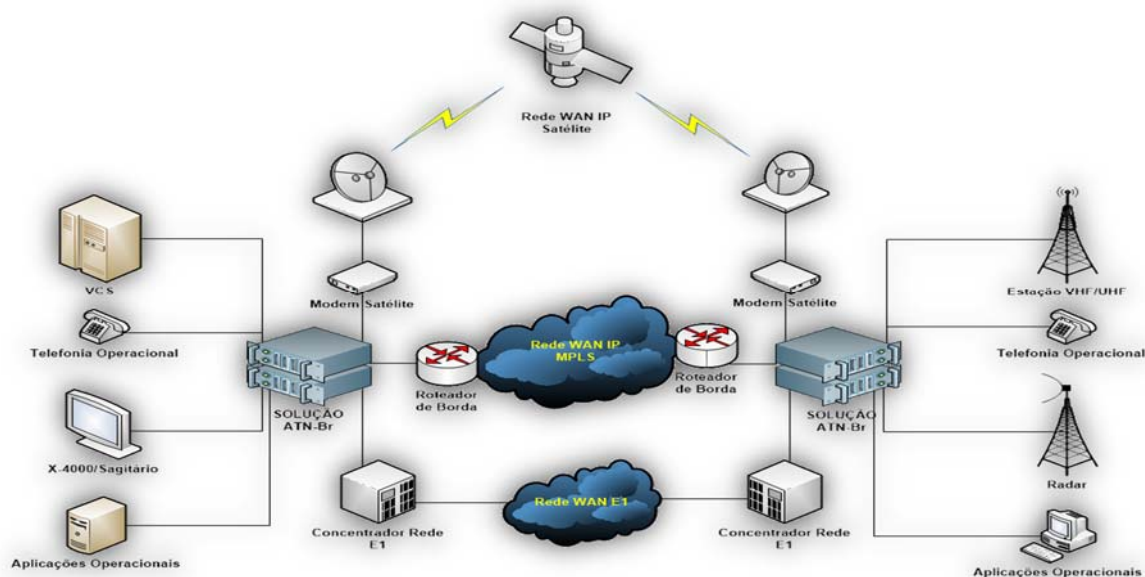 Rede WAN IP
Satélite
VCS
Modem Satélite
Modem Satélite
Estação VHF/UHF
Telefonia Operacional
Rede WAN IP
MPLS
Telefonia Operacional
Roteador
de Borda
Roteador
de Borda
SOLUÇÃO
ATN-Br
SOLUÇÃO
ATN-Br
X-4000/Sagitário
Radar
Rede WAN E1
Concentrador Rede
E1
Concentrador Rede
E1
Aplicações Operacionais
Aplicações Operacionais